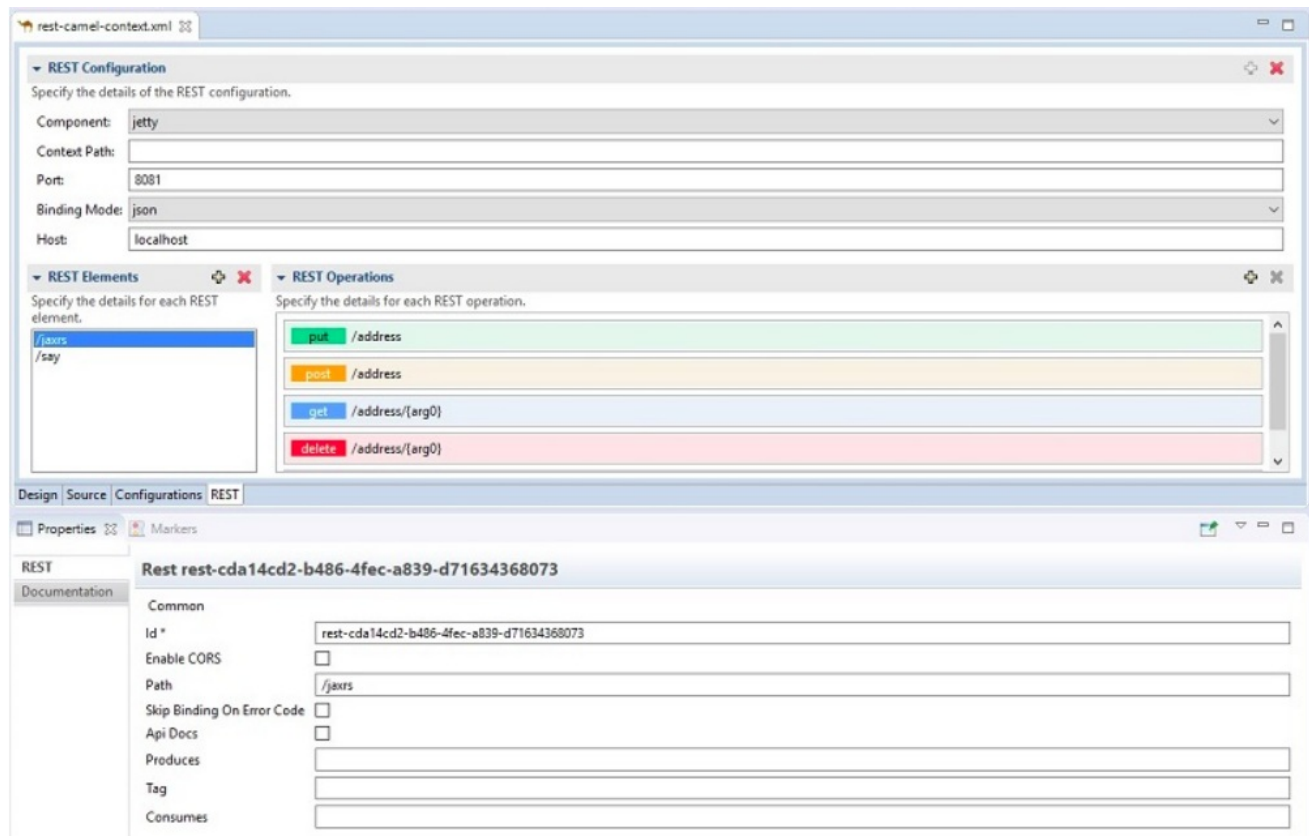 rest-camel-context.xml
REST Configuration
Specify the details of the REST configuration.
Component: jetty
Context Path:
Port: 8081
Binding Mode: json
Host: localhost
REST Elements
Specify the details for each REST
element.
/jaxrs
/say
REST Operations
Specify the details for each REST operation.
put /address
post /address
get /address/{arg0}
delete /address/{arg0}
Design Source Configurations REST
Properties Markers
REST
Documentation
Rest rest-cda14cd2-b486-4fec-a839-d71634368073
Common
Id * rest-cda14cd2-b486-4fec-a839-d71634368073
Enable CORS
Path /jaxrs
Skip Binding On Error Code
Api Docs
Produces
Tag
Consumes